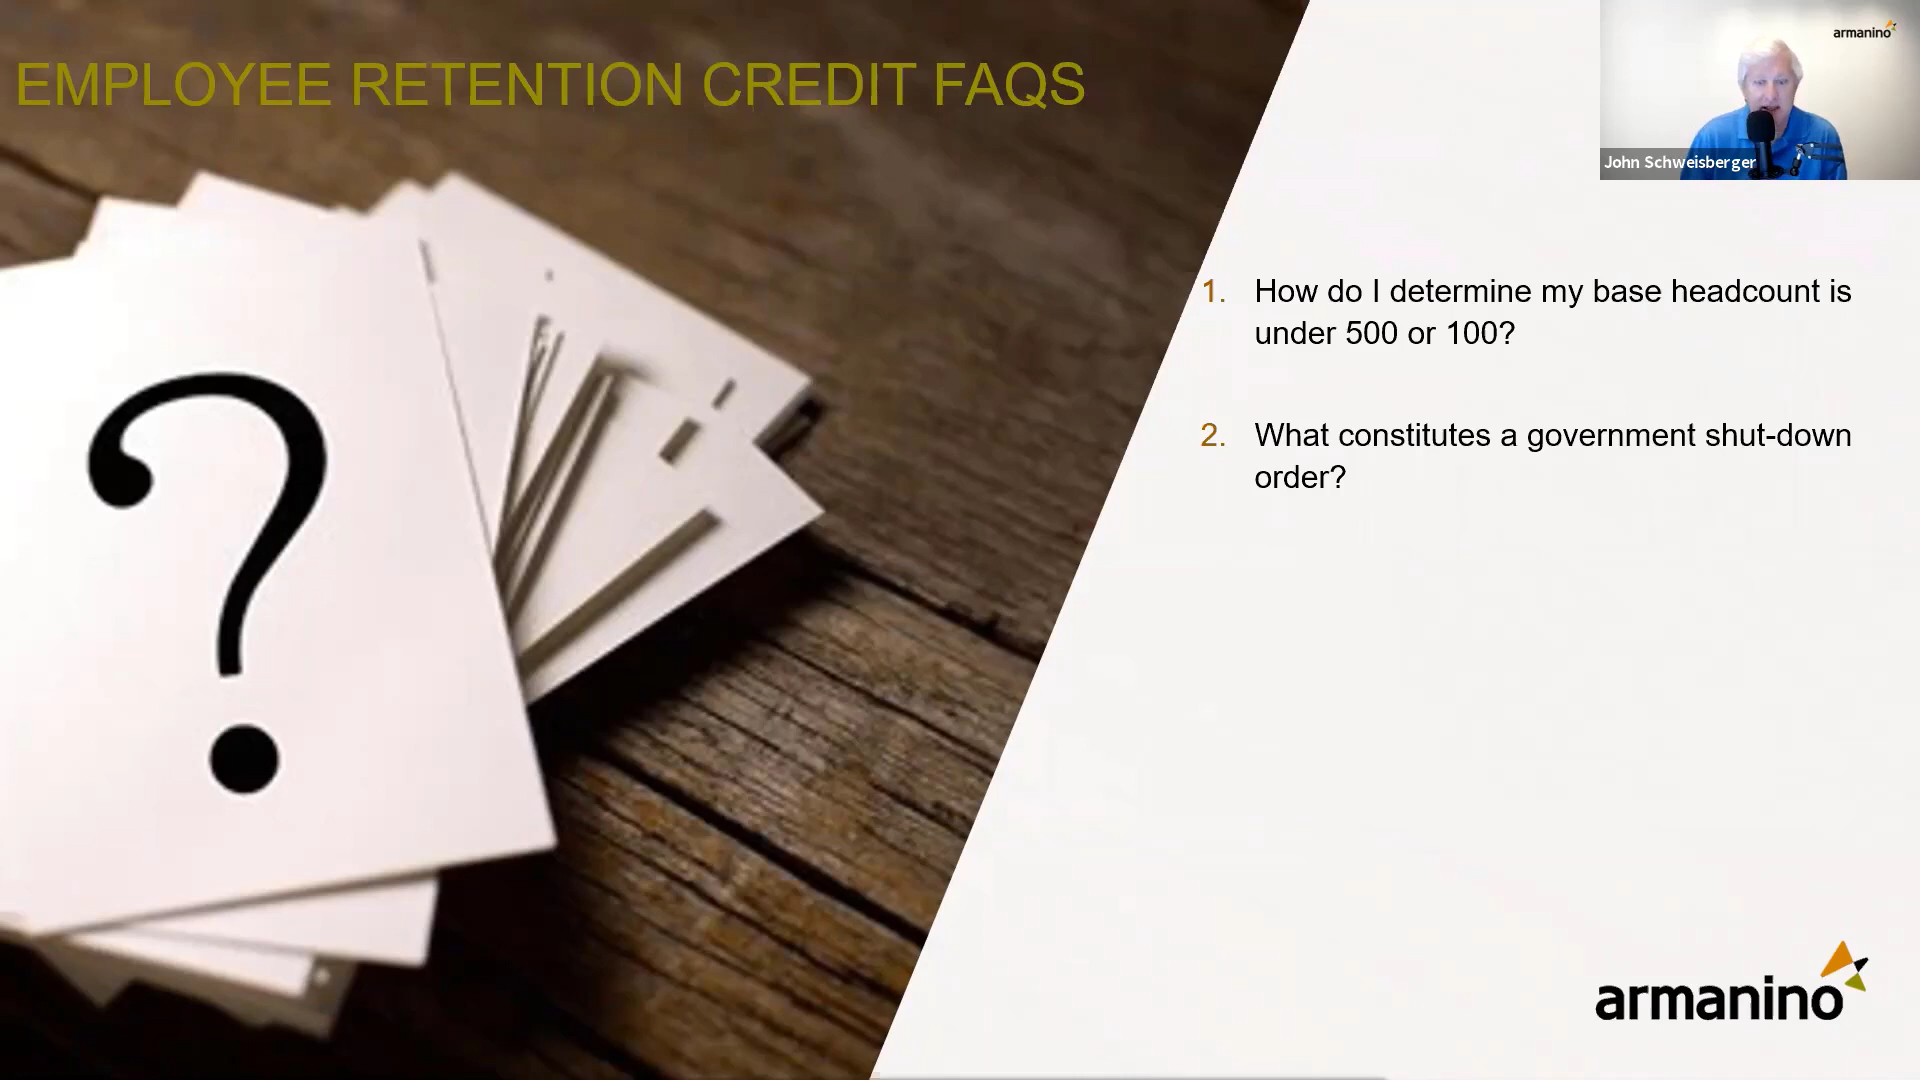 EMPLOYEE RETENTION CREDIT FAQS
armanino
John Schweisberger
1. How do I determine my base headcount is
under 500 or 100?
2. What constitutes a government shut-down
order?
?
armanino